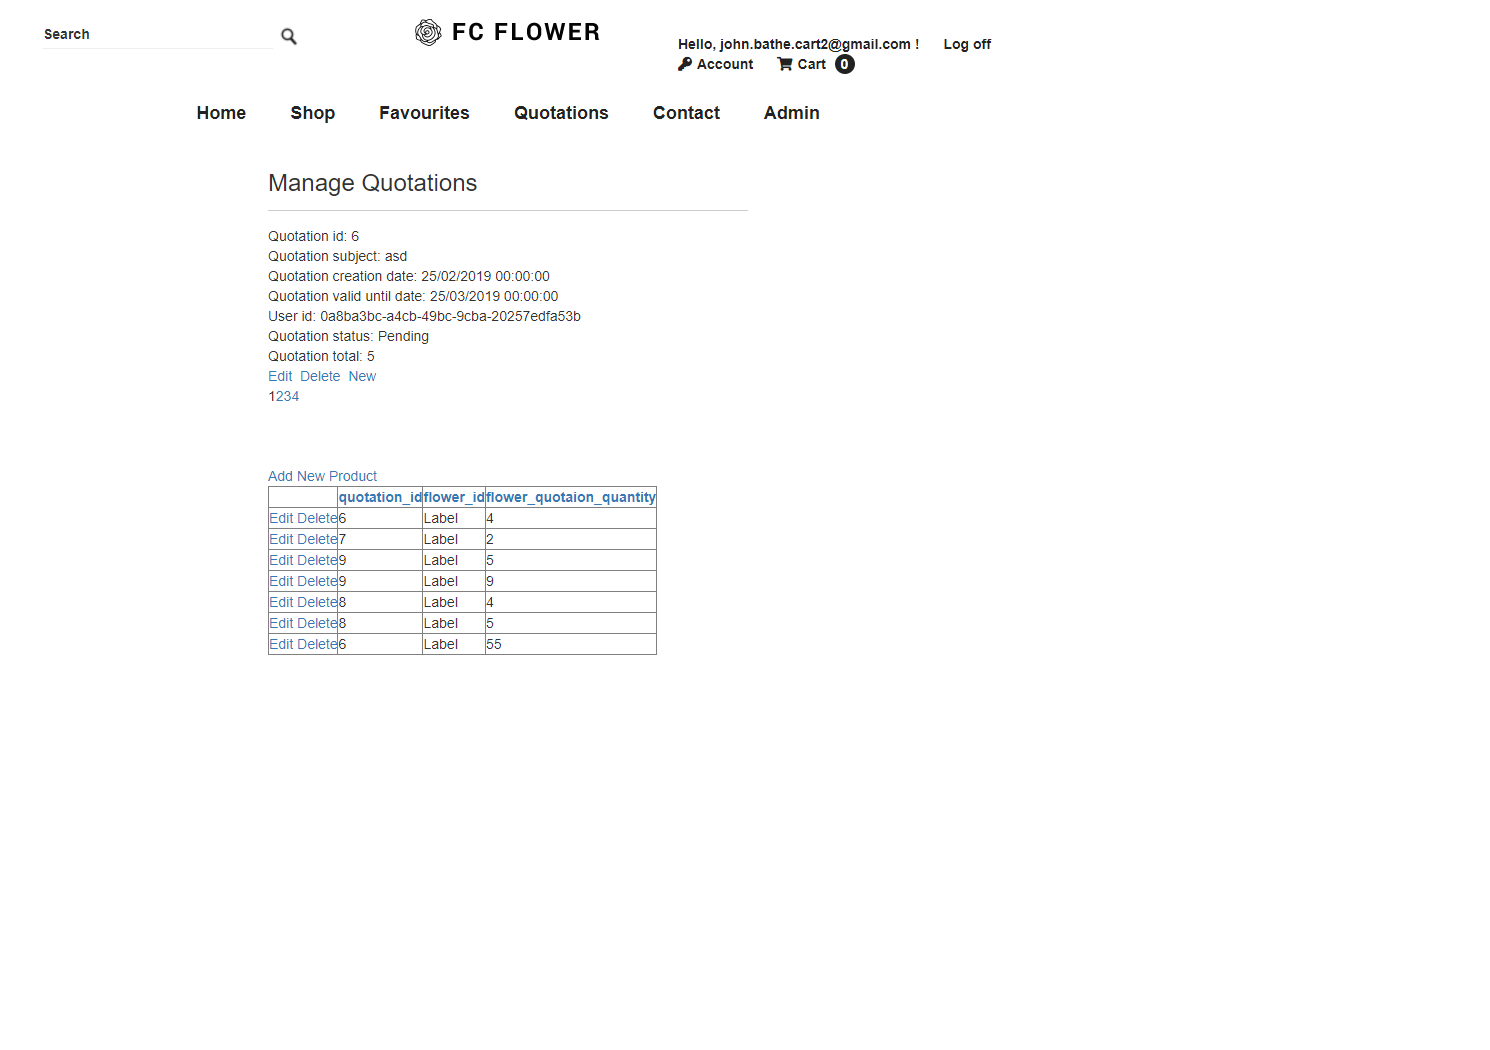 Search
FC FLOWER
Hello, john.bathe.cart2@gmail.com ! Log off
Account Cart 0
Home Shop Favourites Quotations Contact Admin
Manage Quotations
Quotation id: 6
Quotation subject: asd
Quotation creation date: 25/02/2019 00:00:00
Quotation valid until date: 25/03/2019 00:00:00
User id: 0a8ba3bc-a4cb-49bc-9cba-20257edfa53b
Quotation status: Pending
Quotation total: 5
Edit Delete New
1234
Add New Product
quotation_id flower_id flower_quotaion_quantity
Edit Delete 6 Label 4
Edit Delete 7 Label 2
Edit Delete 9 Label 5
Edit Delete 9 Label 9
Edit Delete 8 Label 4
Edit Delete 8 Label 5
Edit Delete 6 Label 55